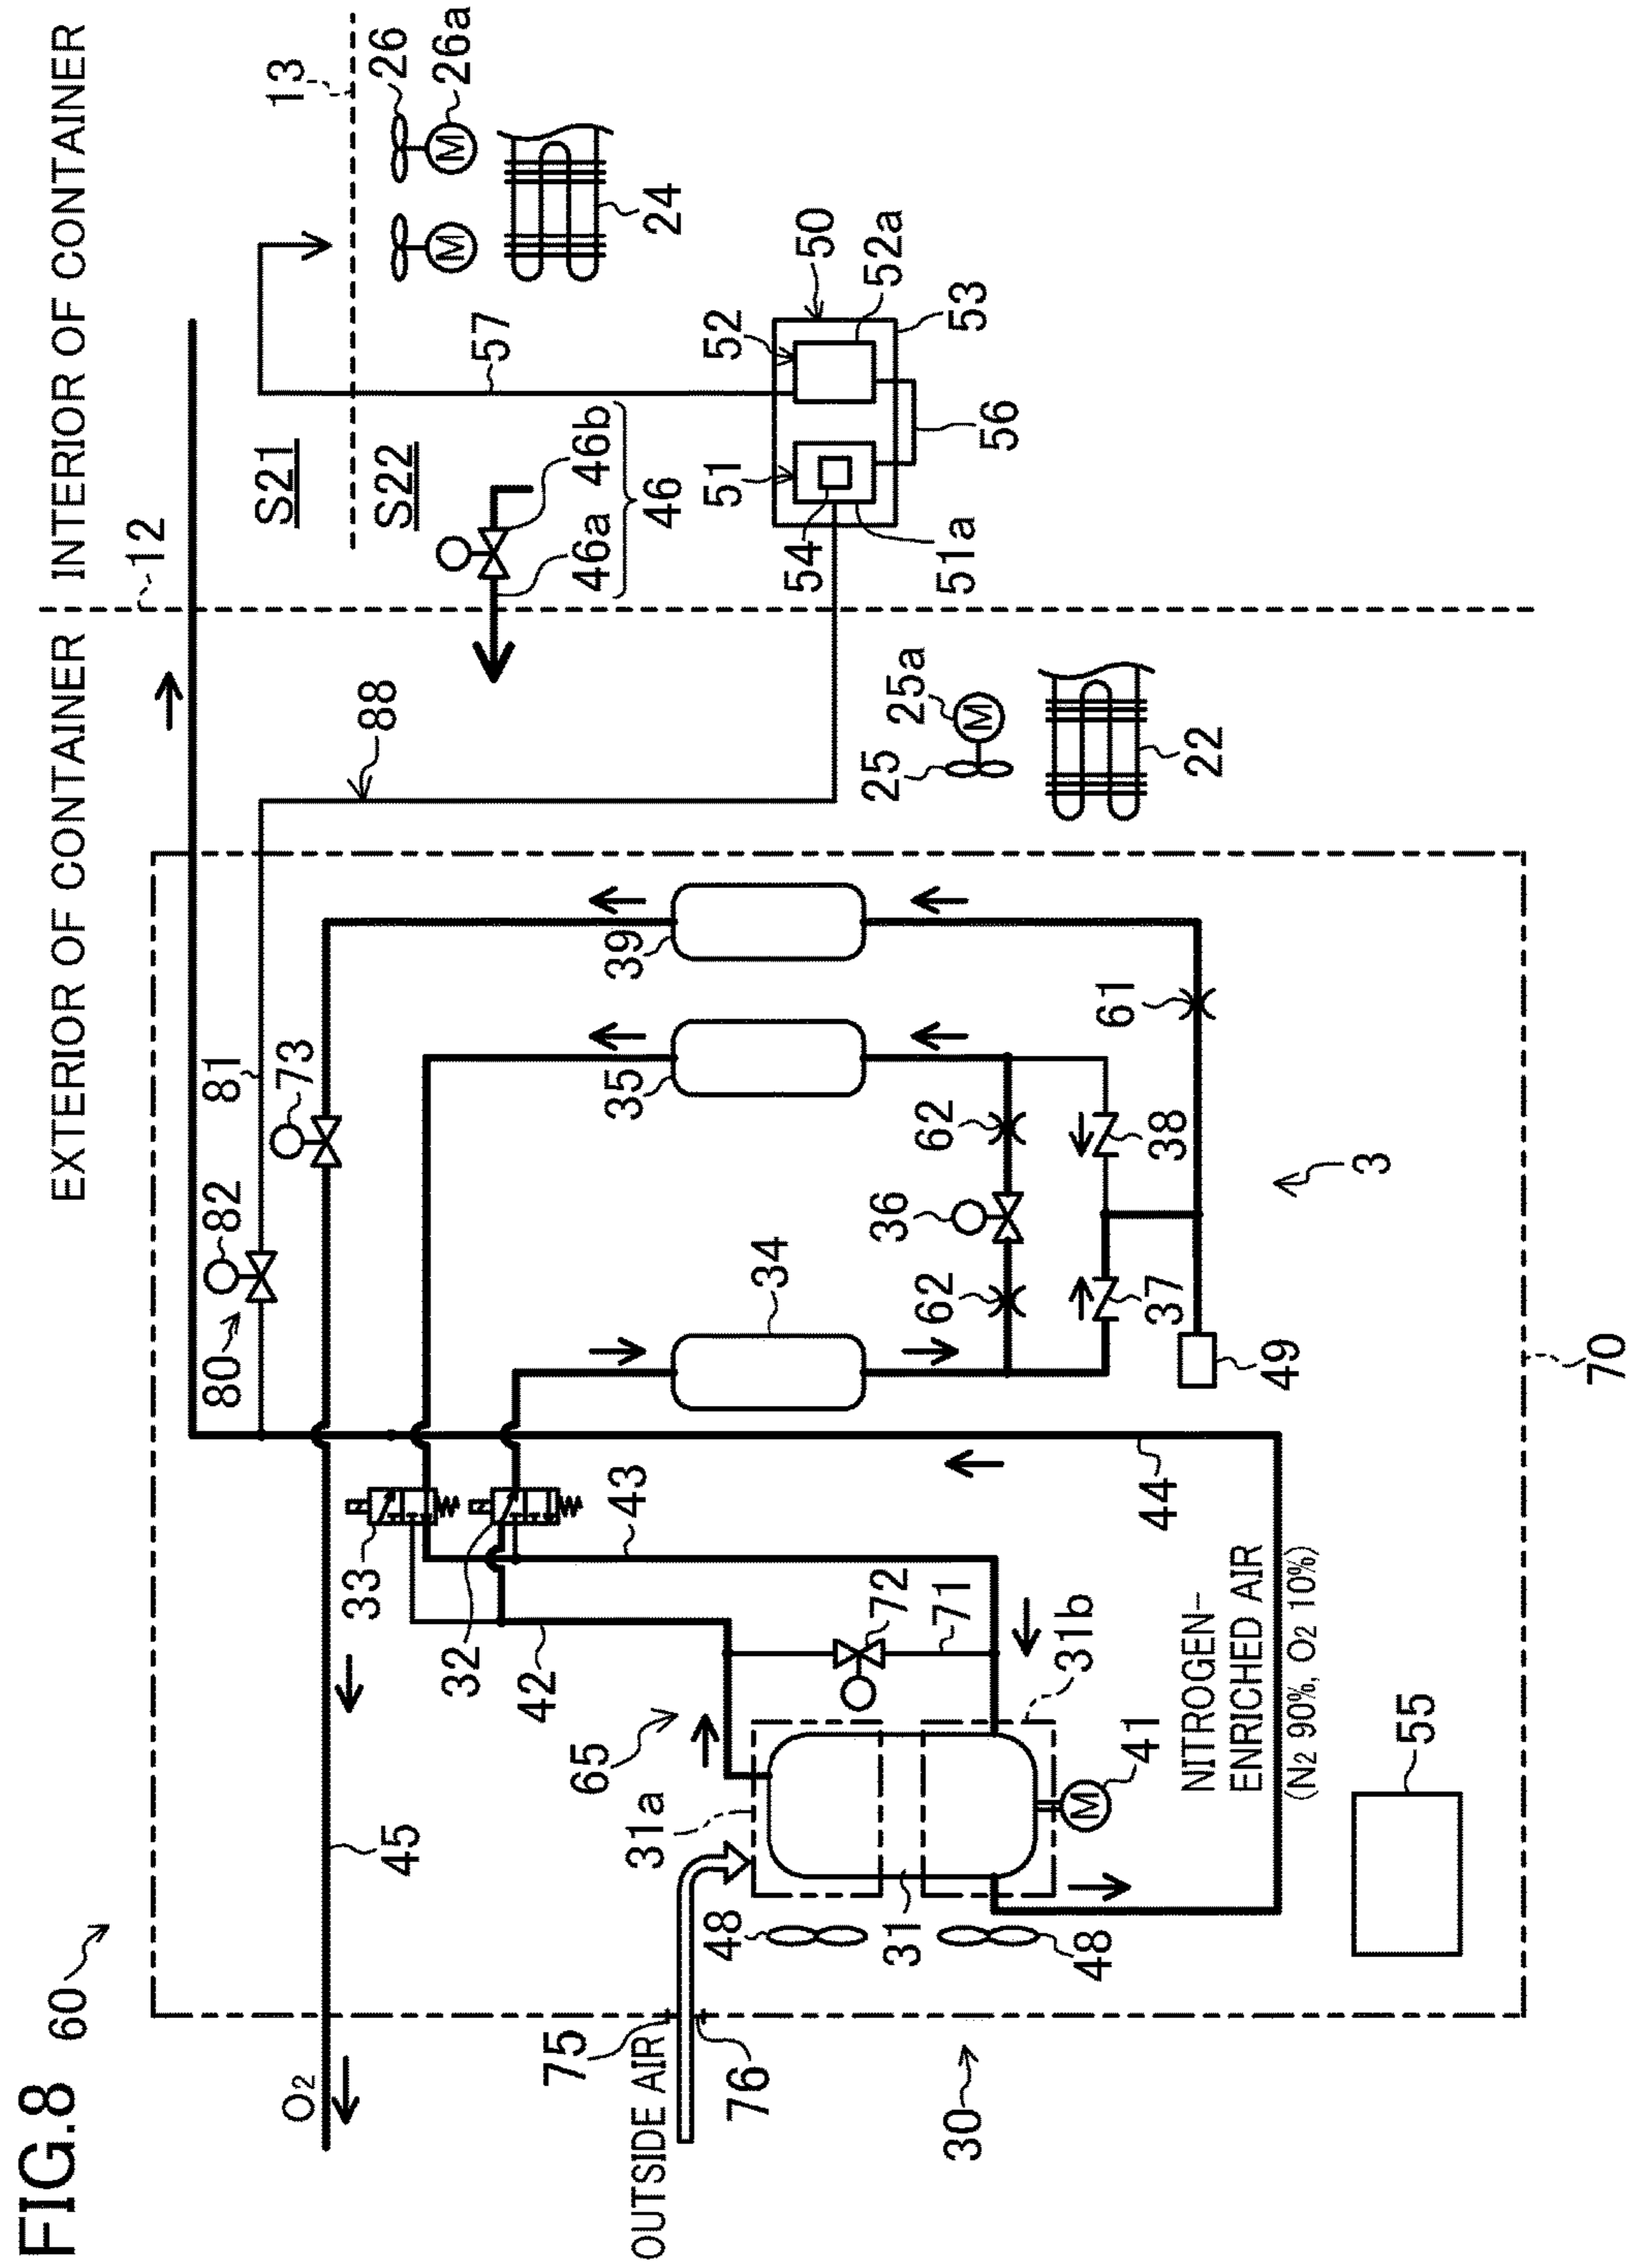 FIG.8
60
EXTERIOR OF CONTAINER
INTERIOR OF CONTAINER
12
13
S21
S22
26
26a
M
M
24
57
46a
46b
46
50
52
52a
53
51
54
51a
56
88
25
25a
M
22
O2
45
80
82
81
73
33
32
42
43
44
34
35
39
36
62
62
37
38
61
49
3
65
72
71
31a
31b
31
41
M
48
48
75
OUTSIDE AIR
76
30
NITROGEN-
ENRICHED AIR
(N2 90%, O2 10%)
55
70